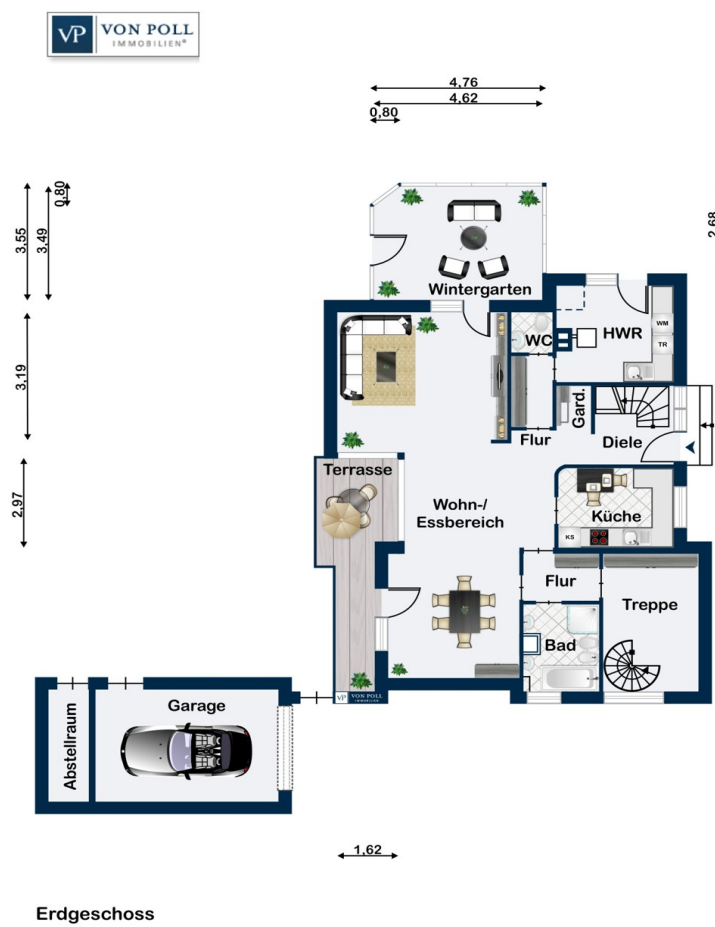 VP VON POLL
IMMOBILIEN®
4,76
4,62
0,80
0,80
3,49
3,55
2,68
Wintergarten
WC
HWR
WM
TR
3,19
Gard.
Flur
Diele
Terrasse
2,97
Wohn-/
Essbereich
Küche
KS
Flur
Treppe
Bad
VP VON POLL
IMMOBILIEN
Abstellraum
Garage
1,62
Erdgeschoss